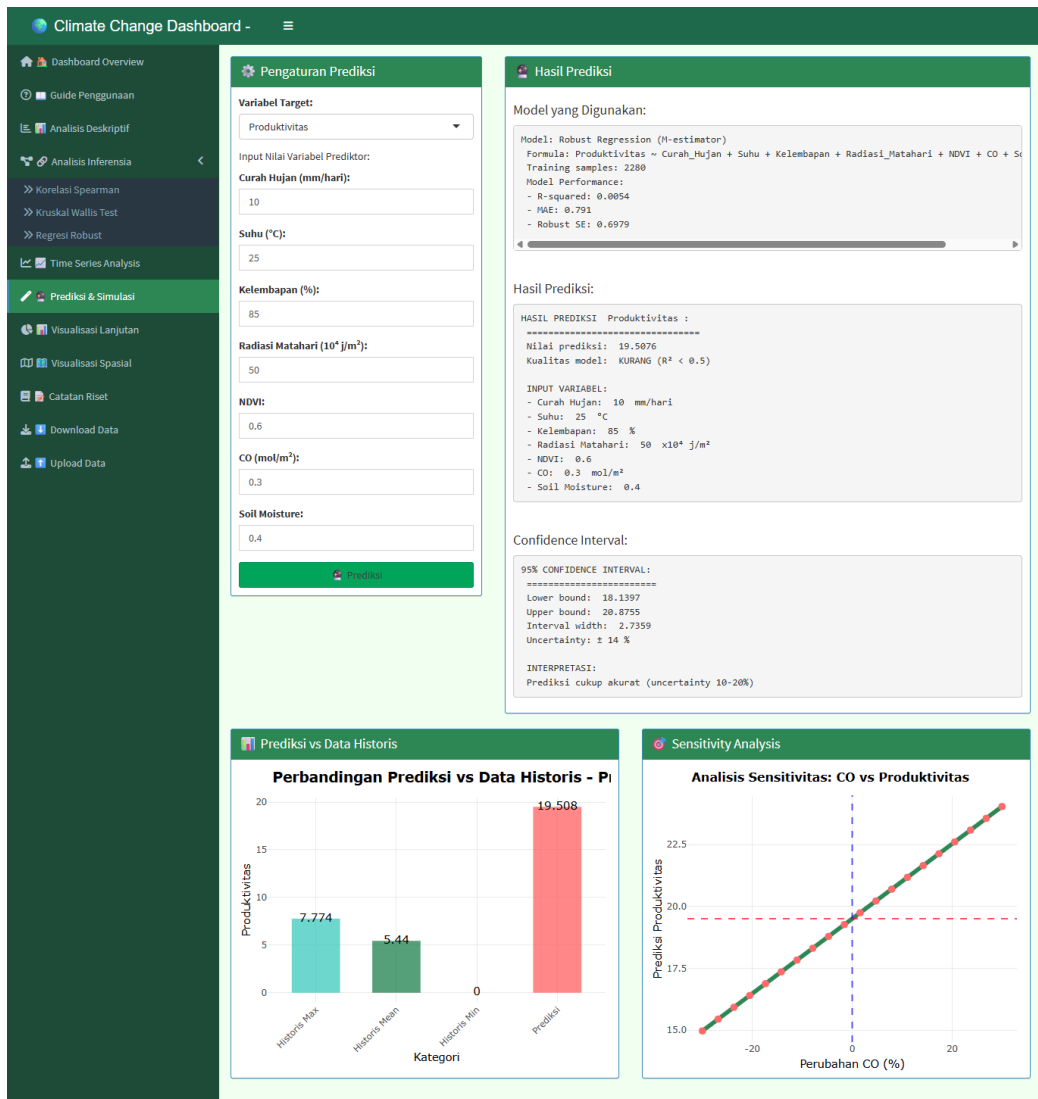 Climate Change Dashboard -
Dashboard Overview
Guide Penggunaan
Analisis Deskriptif
Analisis Inferensia
Korelasi Spearman
Kruskal Wallis Test
Regresi Robust
Time Series Analysis
Prediksi & Simulasi
Visualisasi Lanjutan
Visualisasi Spasial
Catatan Riset
Download Data
Upload Data
Pengaturan Prediksi
Variabel Target:
Produktivitas
Input Nilai Variabel Prediktor:
Curah Hujan (mm/hari):
10
Suhu (°C):
25
Kelembapan (%):
85
Radiasi Matahari (10⁴ j/m²):
50
NDVI:
0.6
CO (mol/m²):
0.3
Soil Moisture:
0.4
Prediksi
Hasil Prediksi
Model yang Digunakan:
Model: Robust Regression (M-estimator)
Formula: Produktivitas ~ Curah_Hujan + Suhu + Kelembapan + Radiasi_Matahari + NDVI + CO + So
Training samples: 2280
Model Performance:
- R-squared: 0.0054
- MAE: 0.791
- Robust SE: 0.6979
Hasil Prediksi:
HASIL PREDIKSI  Produktivitas :
================================
Nilai prediksi:  19.5076
Kualitas model:  KURANG (R² < 0.5)
INPUT VARIABEL:
- Curah Hujan:  10  mm/hari
- Suhu:  25  °C
- Kelembapan:  85  %
- Radiasi Matahari:  50  x10⁴ j/m²
- NDVI:  0.6
- CO:  0.3  mol/m²
- Soil Moisture:  0.4
Confidence Interval:
95% CONFIDENCE INTERVAL:
========================
Lower bound:  18.1397
Upper bound:  20.8755
Interval width:  2.7359
Uncertainty: ± 14 %
INTERPRETASI:
Prediksi cukup akurat (uncertainty 10-20%)
Prediksi vs Data Historis
Perbandingan Prediksi vs Data Historis - Pr
20
15
10
5
0
Produktivitas
7.774
5.44
0
19.508
Historis Max
Historis Mean
Historis Min
Prediksi
Kategori
Sensitivity Analysis
Analisis Sensitivitas: CO vs Produktivitas
22.5
20.0
17.5
15.0
Prediksi Produktivitas
-20
0
20
Perubahan CO (%)